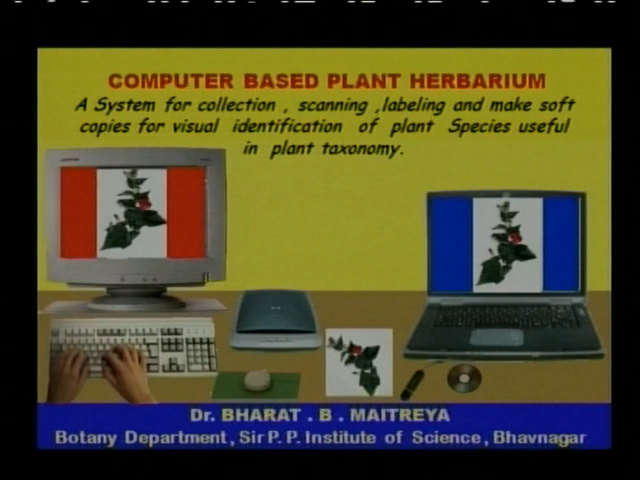 COMPUTER BASED PLANT HERBARIUM
A System for collection , scanning ,labeling and make soft
copies for visual identification of plant Species useful
in plant taxonomy.
Dr. BHARAT . B . MAITREYA
Botany Department, Sir P. P. Institute of Science, Bhavnagar